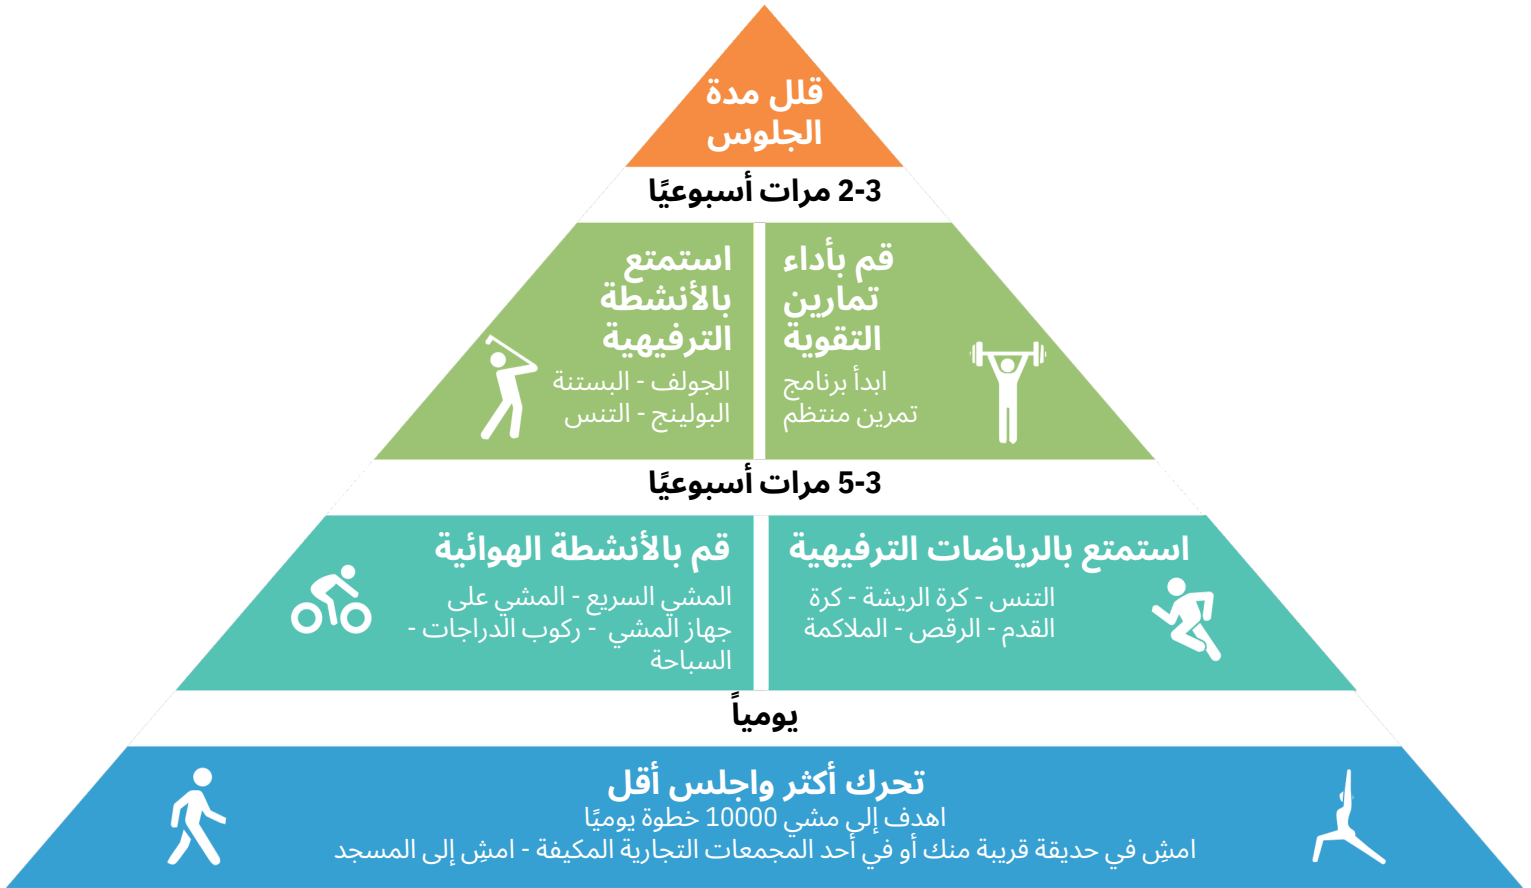 قلل مدة
الجلوس
2-3 مرات أسبوعيًا
قم بأداء
تمارين
التقوية
ابدأ برنامج
تمرين منتظم
استمتع
بالأنشطة
الترفيهية
الجولف - البستنة
البولينج - التنس
5-3 مرات أسبوعيًا
استمتع بالرياضات الترفيهية
التنس - كرة الريشة - كرة
القدم - الرقص - الملاكمة
قم بالأنشطة الهوائية
المشي السريع - المشي على
جهاز المشي - ركوب الدراجات -
السباحة
يومياً
تحرك أكثر واجلس أقل
اهدف إلى مشي 10000 خطوة يوميًا
امشِ في حديقة قريبة منك أو في أحد المجمعات التجارية المكيفة - امشِ إلى المسجد